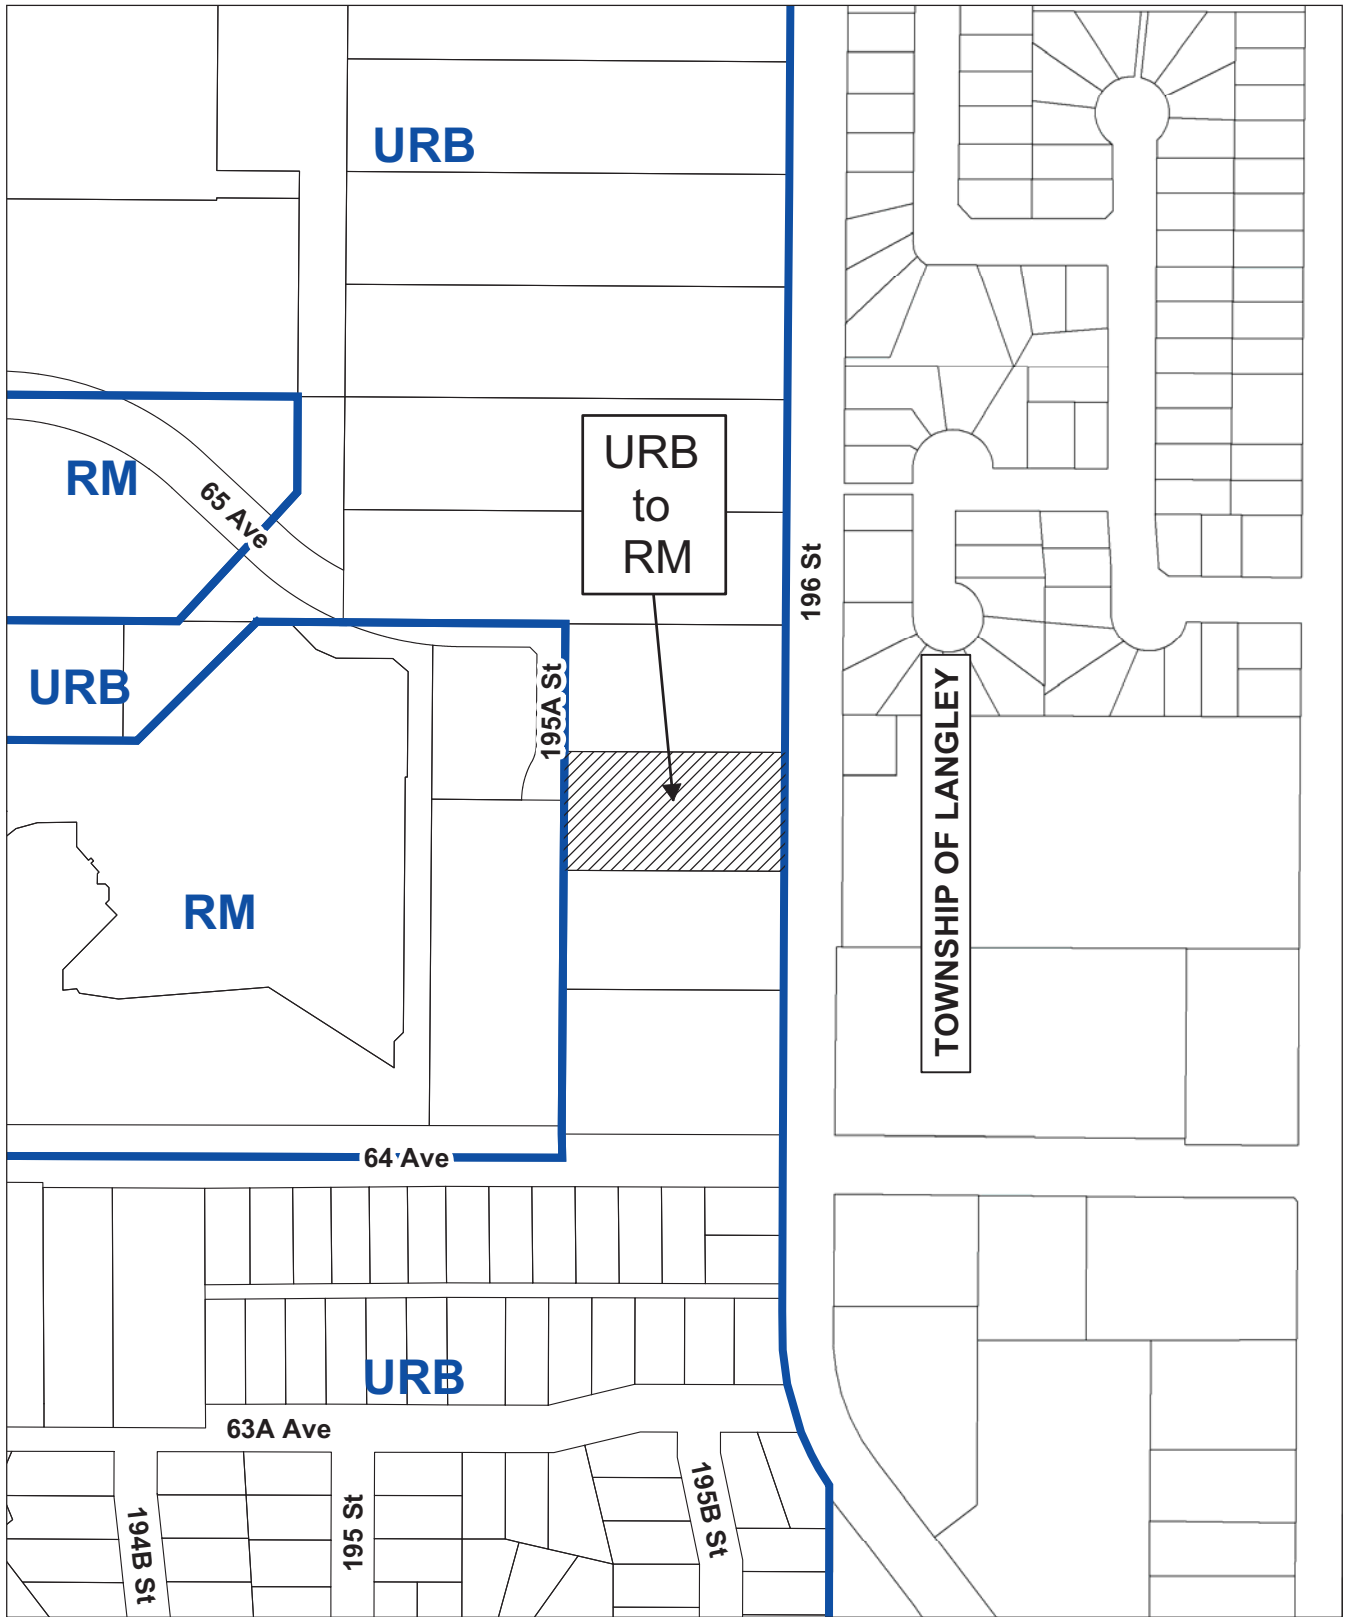 URB
URB
to
RM
RM
65 Ave
196 St
URB
195A St
TOWNSHIP OF LANGLEY
RM
64 Ave
URB
63A Ave
194B St
195 St
195B St